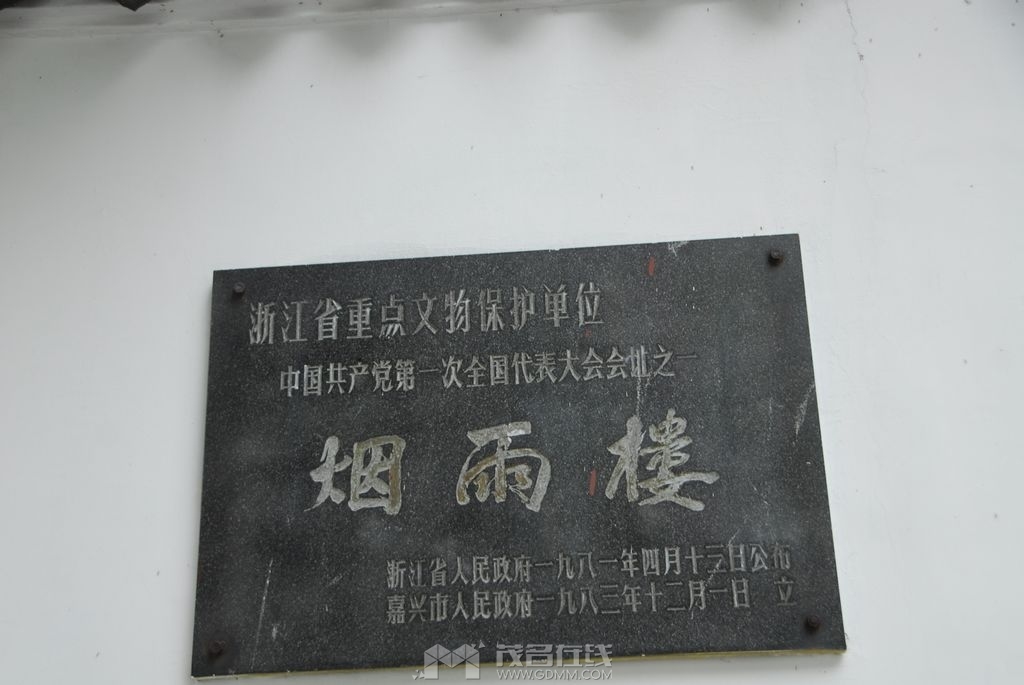 浙江省重点文物保护单位
中国共产党第一次全国代表大会会址之一
烟雨楼
浙江省人民政府一九八一年四月十三日公布
嘉兴市人民政府一九八三年十二月一日 立
茂名在线
WWW.GDMM.COM